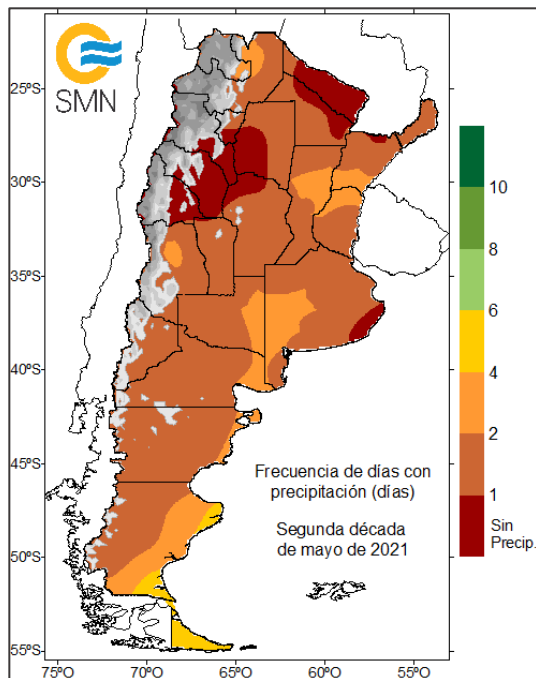 SMN
25ºS
30ºS
35ºS
40ºS
45ºS
50ºS
55ºS
75ºO
70ºO
65ºO
60ºO
55ºO
10
8
6
4
2
1
Sin
Precip.
Frecuencia de días con
precipitación (días)
Segunda década
de mayo de 2021